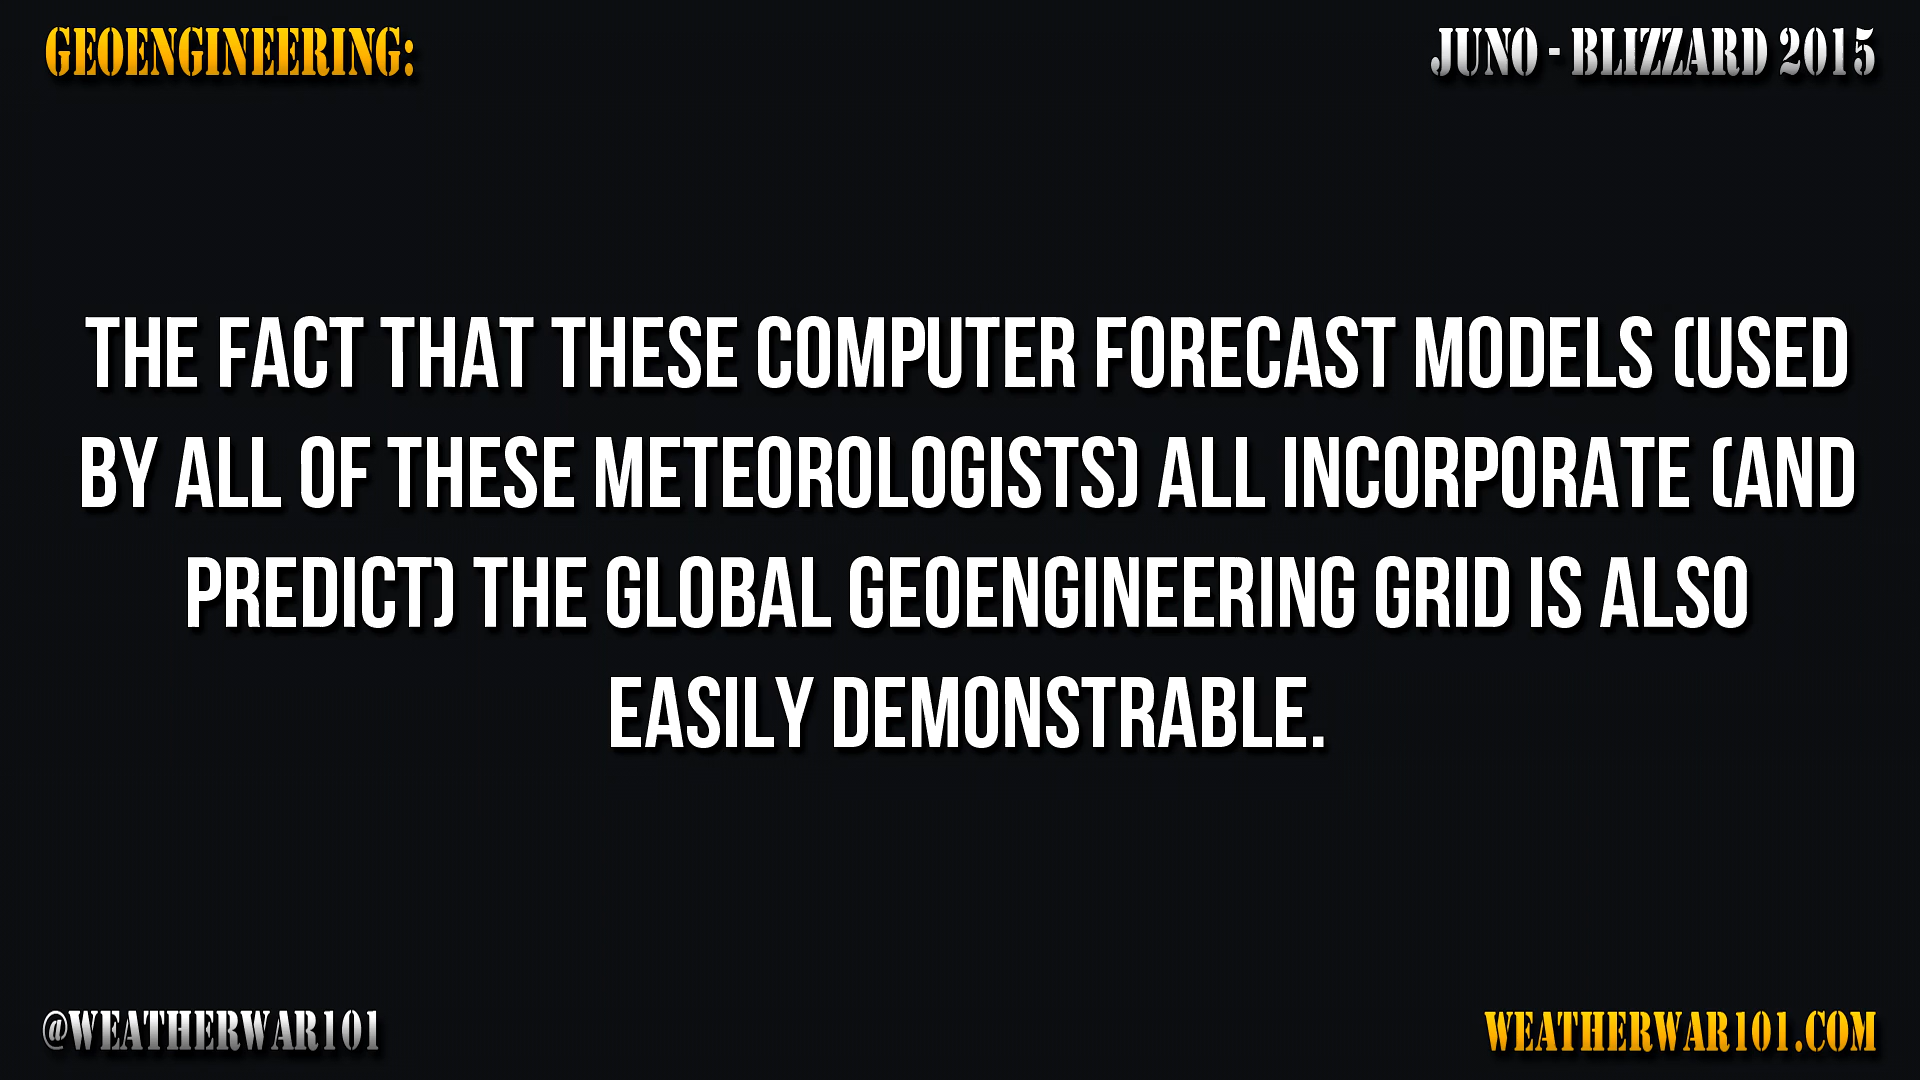 GEOENGINEERING:
JUNO - BLIZZARD 2015
THE FACT THAT THESE COMPUTER FORECAST MODELS (USED
BY ALL OF THESE METEOROLOGISTS) ALL INCORPORATE (AND
PREDICT) THE GLOBAL GEOENGINEERING GRID IS ALSO
EASILY DEMONSTRABLE.
@WEATHERWAR101
WEATHERWAR101.COM